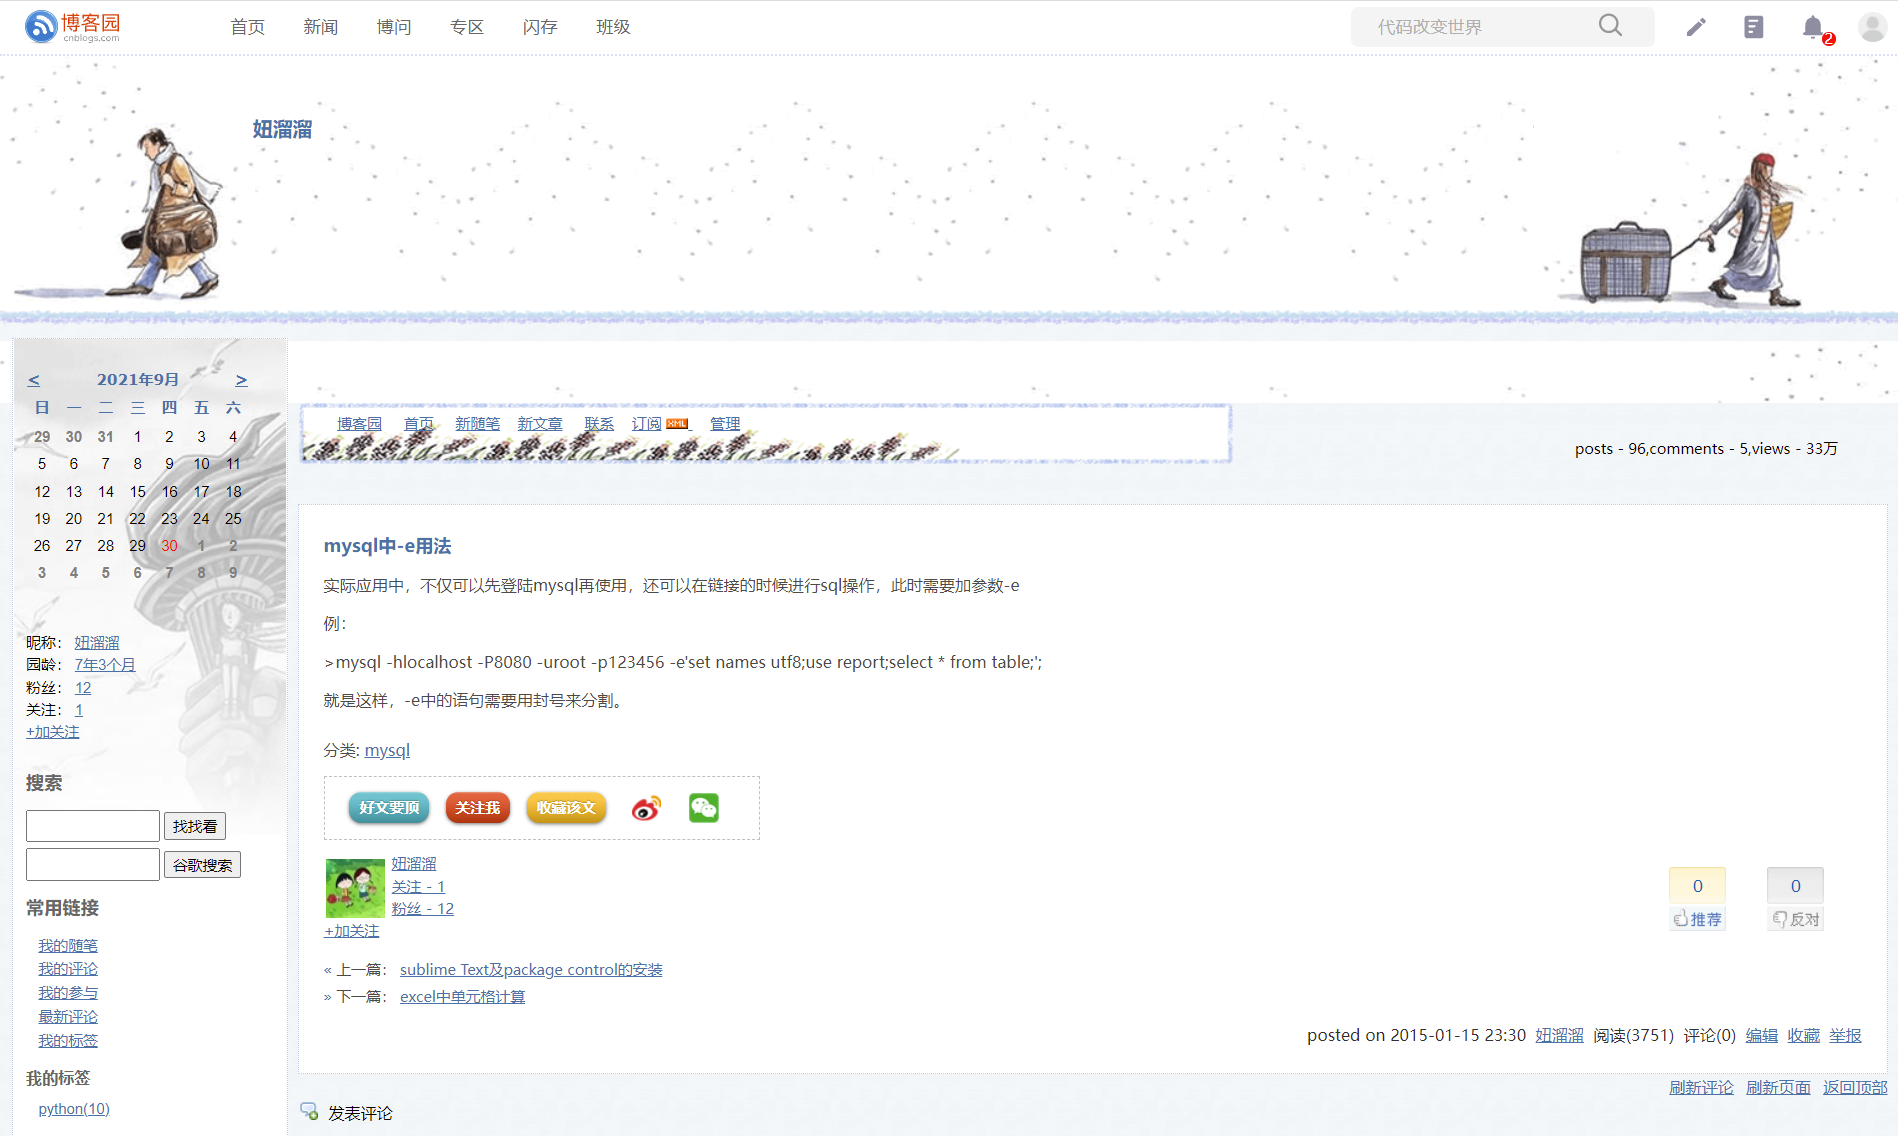 博客园
cnblogs.com
首页 新闻 博问 专区 闪存 班级
代码改变世界
2
妞溜溜
< 2021年9月 >
日 一 二 三 四 五 六
29 30 31 1 2 3 4
5 6 7 8 9 10 11
12 13 14 15 16 17 18
19 20 21 22 23 24 25
26 27 28 29 30 1 2
3 4 5 6 7 8 9
昵称： 妞溜溜
园龄： 7年3个月
粉丝： 12
关注： 1
+加关注
搜索
找找看
谷歌搜索
常用链接
我的随笔
我的评论
我的参与
最新评论
我的标签
我的标签
python(10)
博客园 首页 新随笔 新文章 联系 订阅 XML 管理
posts - 96,comments - 5,views - 33万
mysql中-e用法
实际应用中，不仅可以先登陆mysql再使用，还可以在链接的时候进行sql操作，此时需要加参数-e
例：
>mysql -hlocalhost -P8080 -uroot -p123456 -e'set names utf8;use report;select * from table;';
就是这样，-e中的语句需要用封号来分割。
分类: mysql
好文要顶 关注我 收藏该文
妞溜溜
关注 - 1
粉丝 - 12
+加关注
0 0
推荐 反对
« 上一篇： sublime Text及package control的安装
» 下一篇： excel中单元格计算
posted on 2015-01-15 23:30 妞溜溜 阅读(3751) 评论(0) 编辑 收藏 举报
刷新评论 刷新页面 返回顶部
发表评论